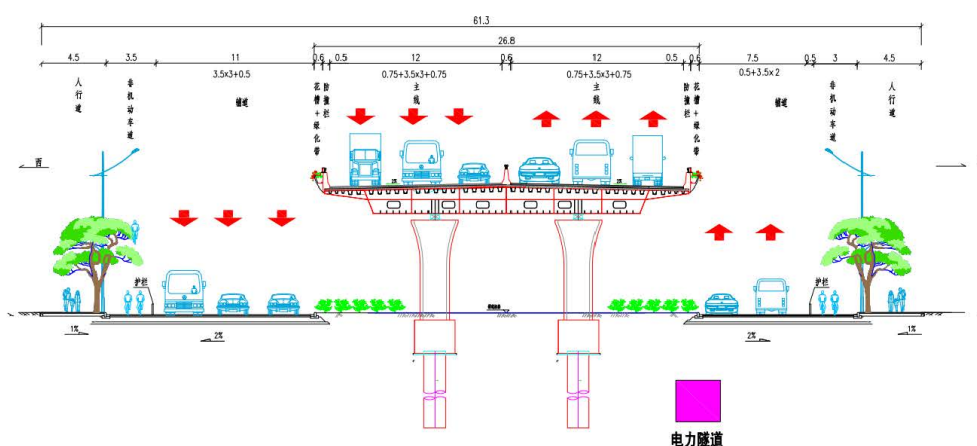 61.3
26.8
4.5 3.5 11 0.6 0.5 12 0.6 12 0.5 0.6 7.5 0.5 3 4.5
3.5x3+0.5 0.75+3.5x3+0.75 0.75+3.5x3+0.75 0.5+3.5x2
人行道
非机动车道
辅道
花槽+绿化带
防撞栏
主线
主线
防撞栏
花槽+绿化带
辅道
非机动车道
人行道
西
护栏
护栏
1%
2%
2%
1%
电力隧道